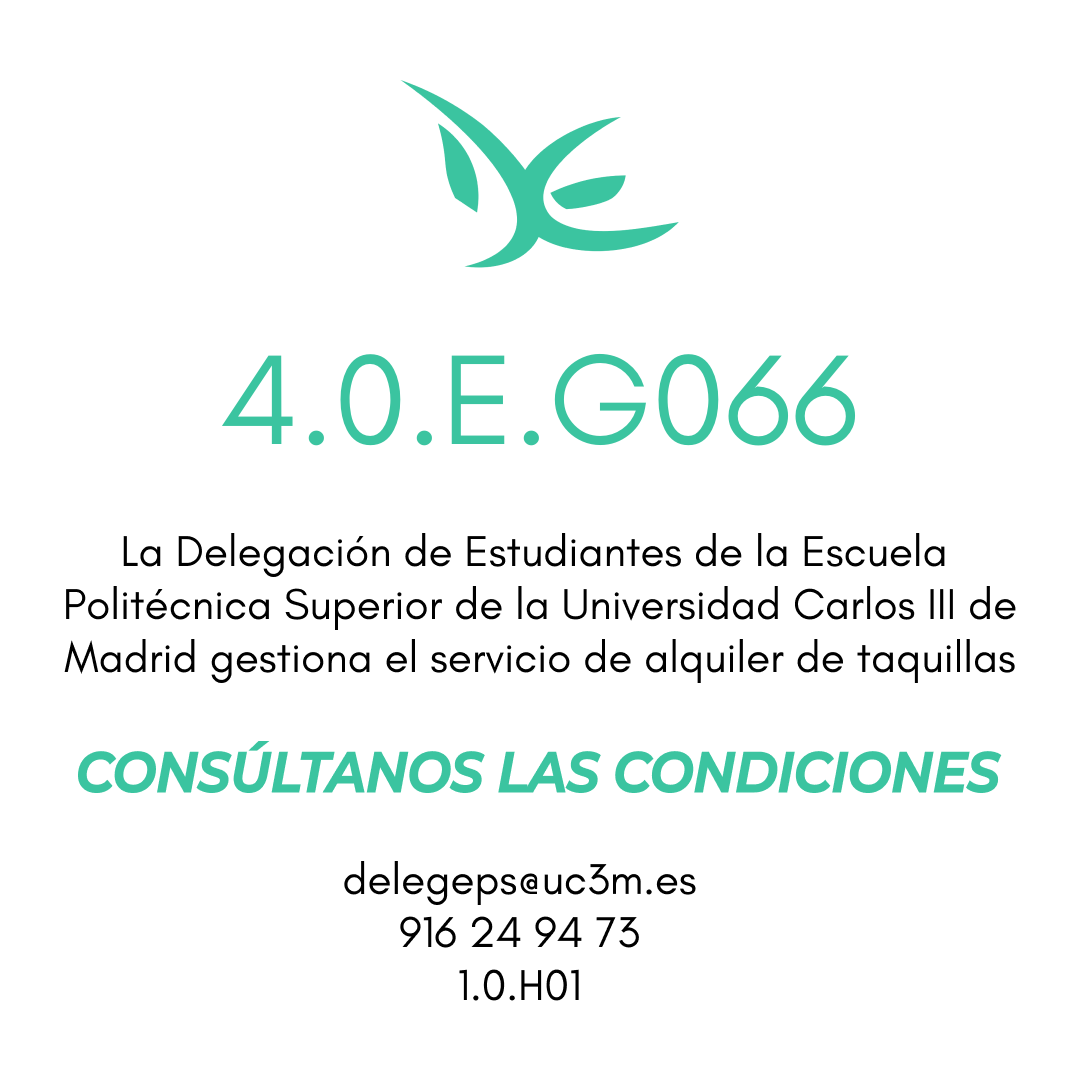 4.0.E.G066
La Delegación de Estudiantes de la Escuela
Politécnica Superior de la Universidad Carlos III de
Madrid gestiona el servicio de alquiler de taquillas
CONSÚLTANOS LAS CONDICIONES
delegeps@uc3m.es
916 24 94 73
1.0.H01